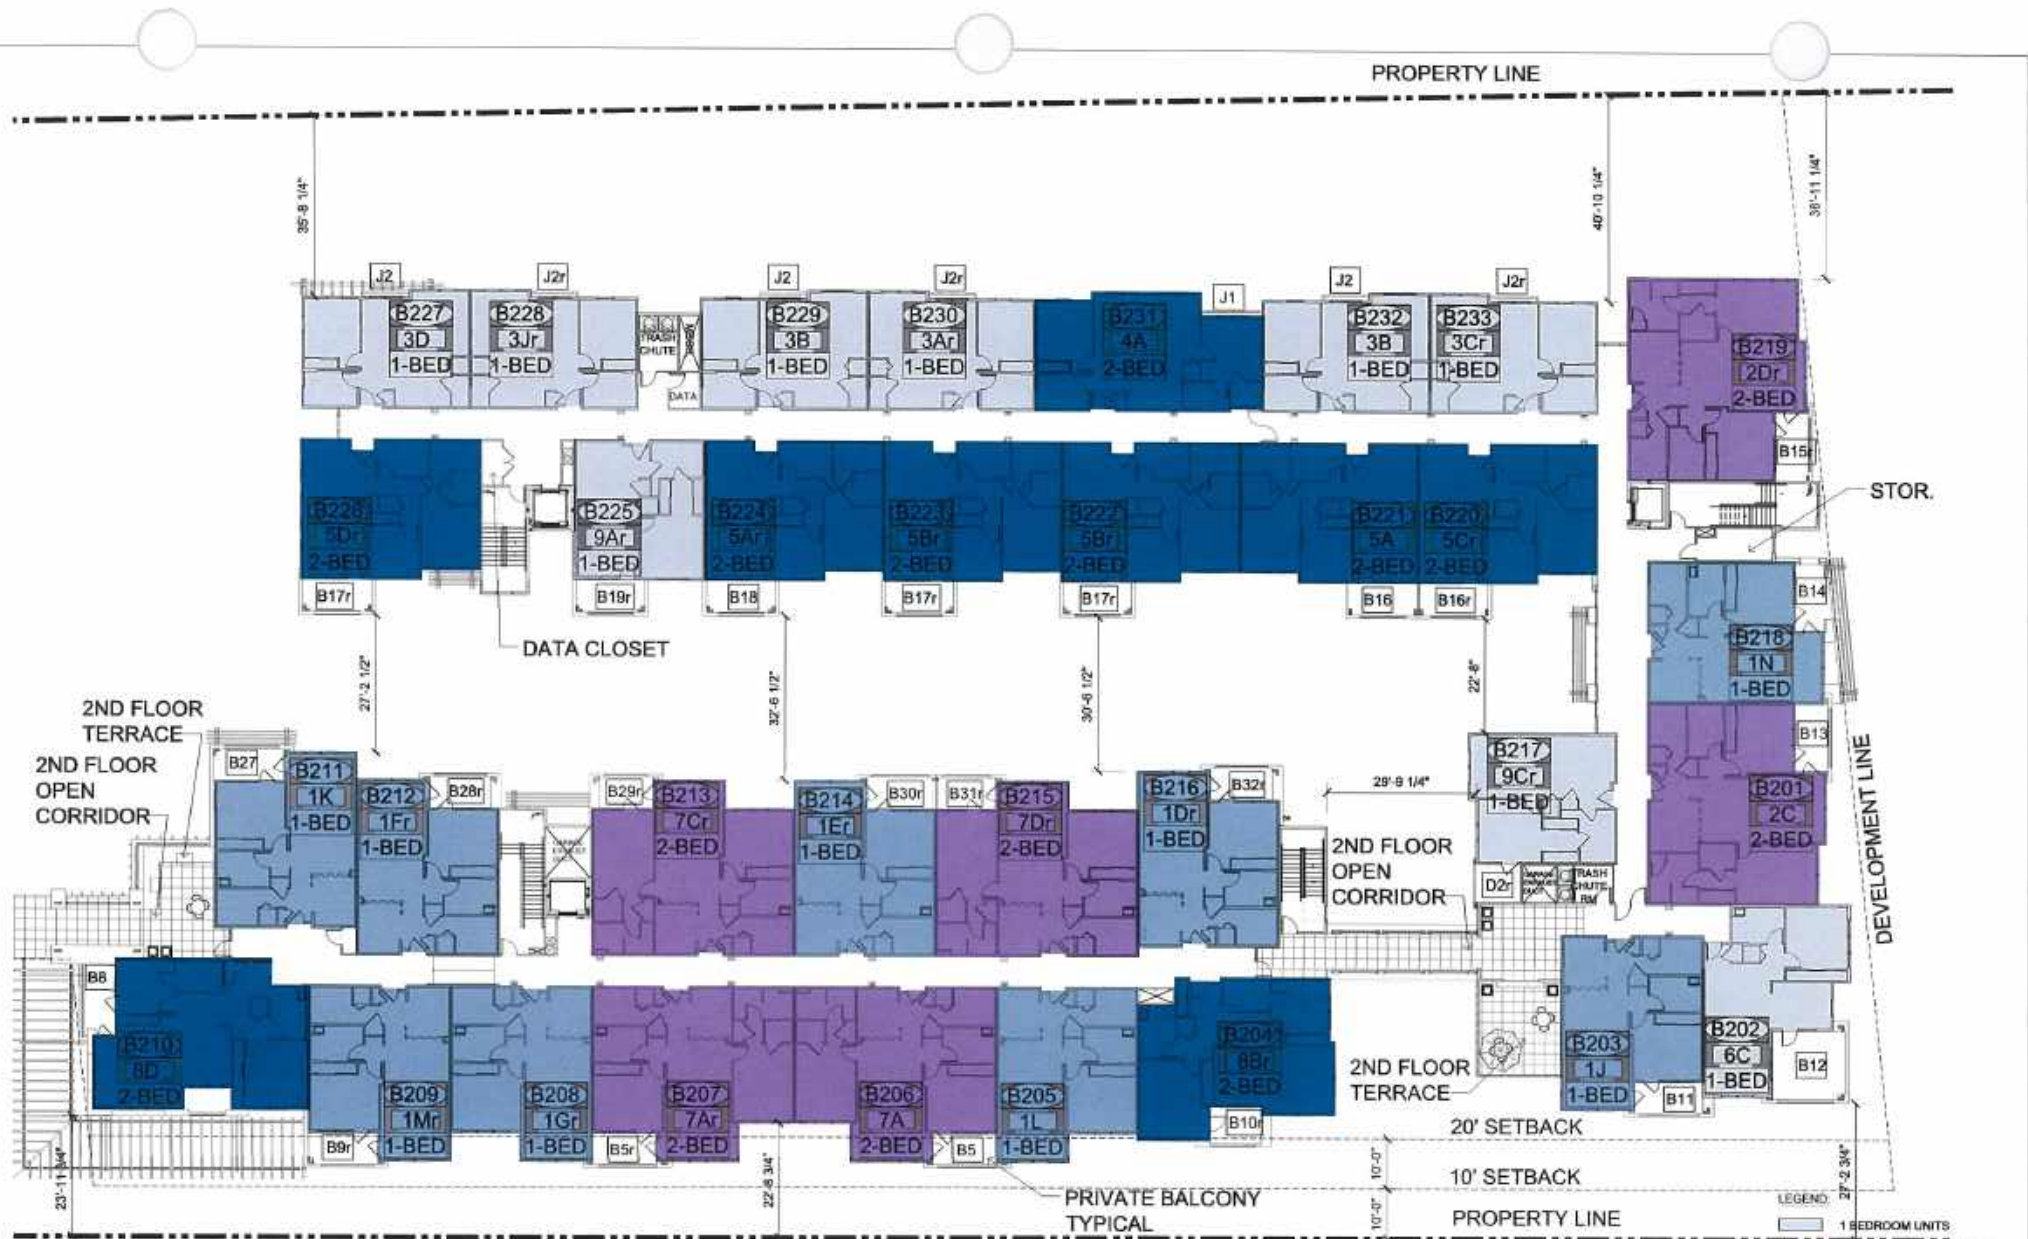 PROPERTY LINE
35'-8 1/4"
40'-10 1/4"
36'-11 1/4"
J2
J2r
J2
J2r
J1
J2
J2r
B227
3D
1-BED
B228
3Jr
1-BED
TRASH
CHUTE
DATA
B229
3B
1-BED
B230
3Ar
1-BED
B231
4A
2-BED
B232
3B
1-BED
B233
3Cr
1-BED
B219
2Dr
2-BED
B15r
STOR.
B226
5Dr
2-BED
B17r
B225
9Ar
1-BED
B19r
B224
5Ar
2-BED
B18
B223
5Br
2-BED
B17r
B222
5Br
2-BED
B17r
B221
5A
2-BED
B16
B220
5Cr
2-BED
B16r
B14
B218
1N
1-BED
DATA CLOSET
27'-2 1/2"
32'-6 1/2"
30'-6 1/2"
22'-8"
2ND FLOOR
TERRACE
2ND FLOOR
OPEN
CORRIDOR
B27
B211
1K
1-BED
B212
1Fr
1-BED
B28r
B29r
B213
7Cr
2-BED
B214
1Er
1-BED
B30r
B31r
B215
7Dr
2-BED
B216
1Dr
1-BED
B32r
29'-9 1/4"
B217
9Cr
1-BED
B13
B201
2C
2-BED
DEVELOPMENT LINE
2ND FLOOR
OPEN
CORRIDOR
D2r
TRASH
CHUTE
RM
B8
B210
8D
2-BED
B209
1Mr
1-BED
B9r
B208
1Gr
1-BED
B5r
B207
7Ar
2-BED
B206
7A
2-BED
B5
B205
1L
1-BED
B204
8Br
2-BED
B10r
2ND FLOOR
TERRACE
B203
1J
1-BED
B11
B202
6C
1-BED
B12
20' SETBACK
10' SETBACK
PROPERTY LINE
10'-0"
10'-0"
23'-11 3/4"
22'-8 3/4"
27'-2 3/4"
PRIVATE BALCONY
TYPICAL
LEGEND:
1 BEDROOM UNITS